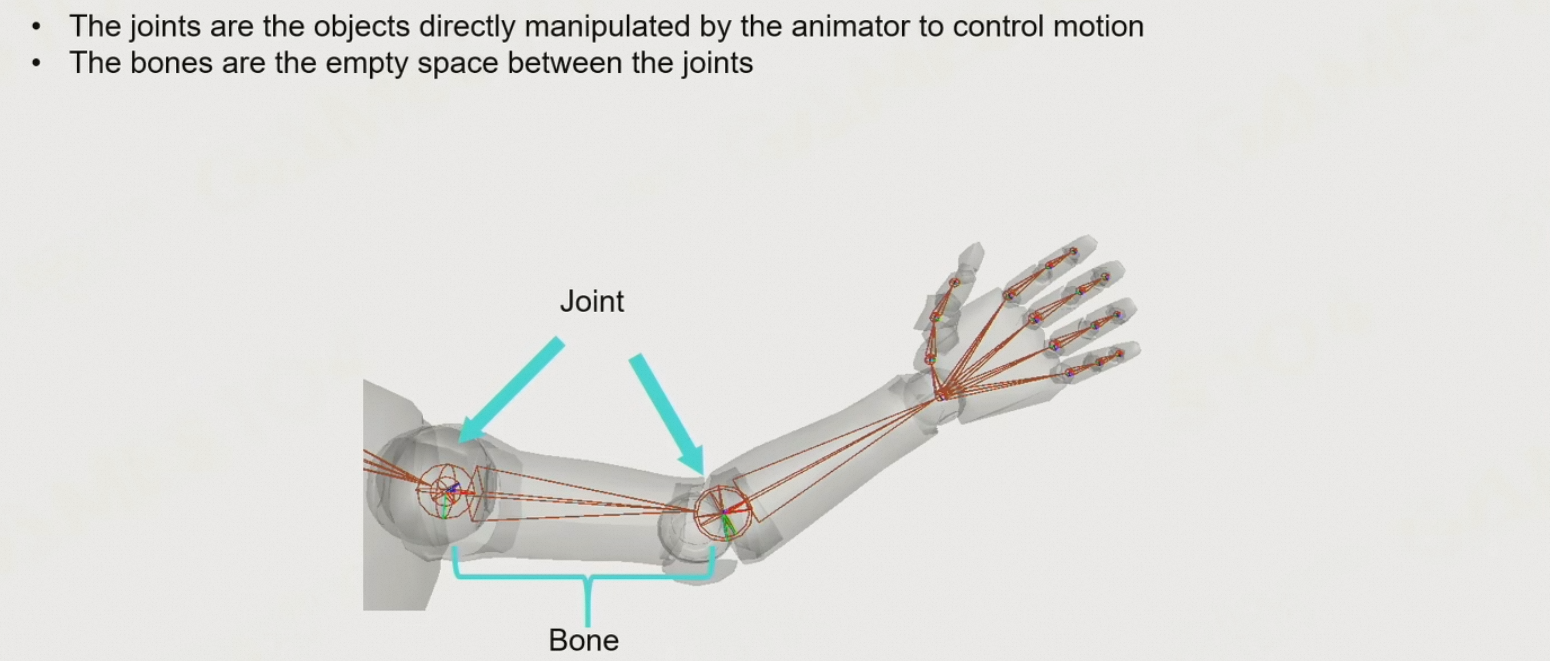 • The joints are the objects directly manipulated by the animator to control motion
• The bones are the empty space between the joints
Joint
Bone